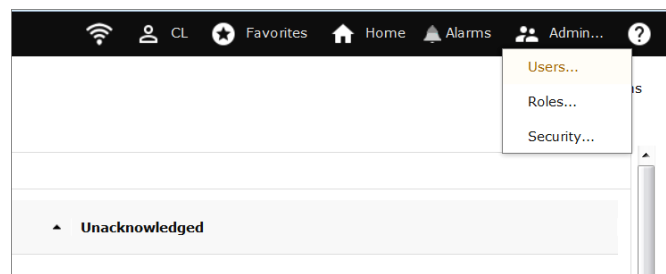 CL Favorites Home Alarms Admin... ?
Users...
Roles...
Security...
Unacknowledged